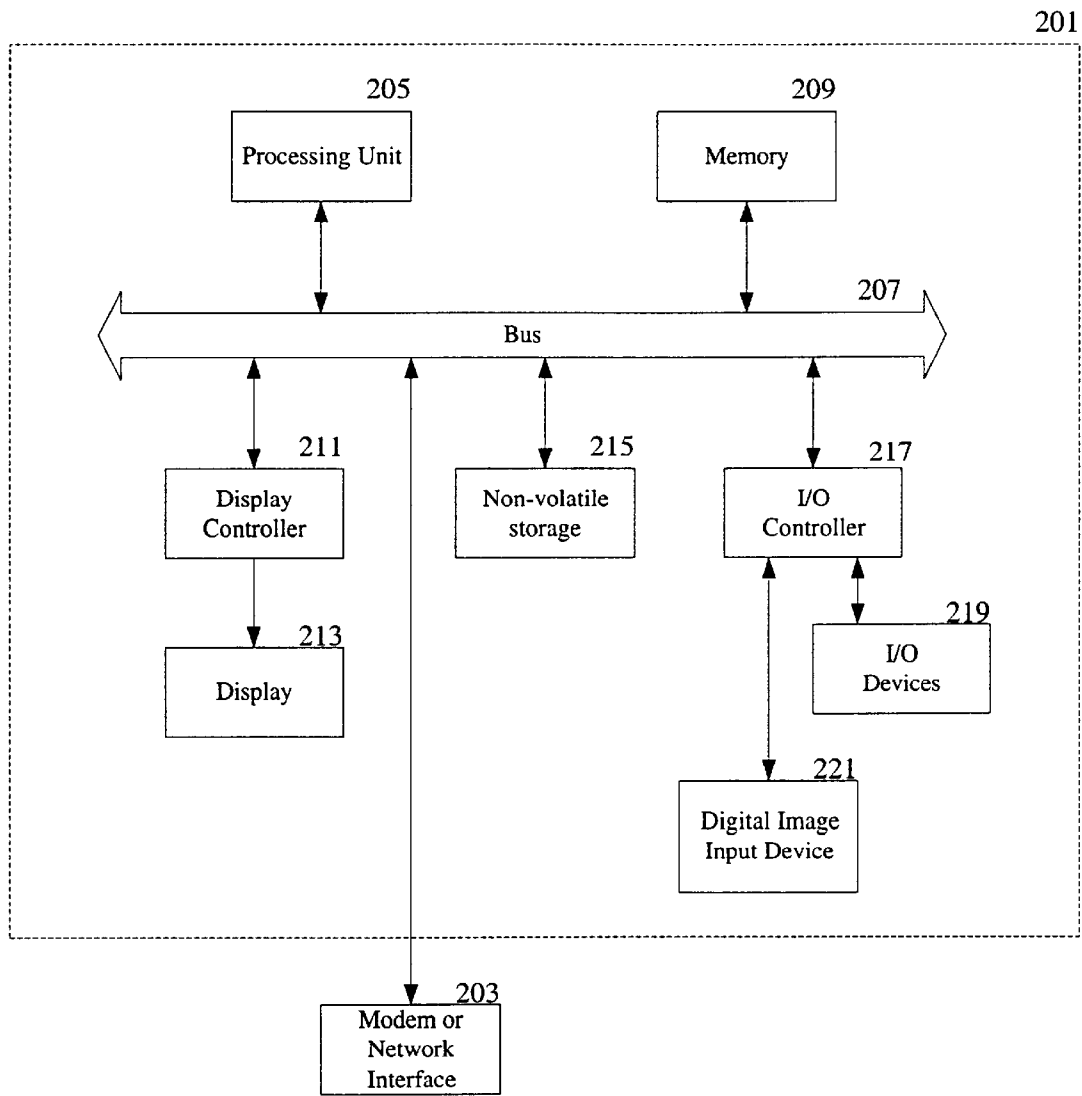 201
205
Processing Unit
209
Memory
207
Bus
211
Display
Controller
215
Non-volatile
storage
217
I/O
Controller
213
Display
219
I/O
Devices
221
Digital Image
Input Device
203
Modem or
Network
Interface